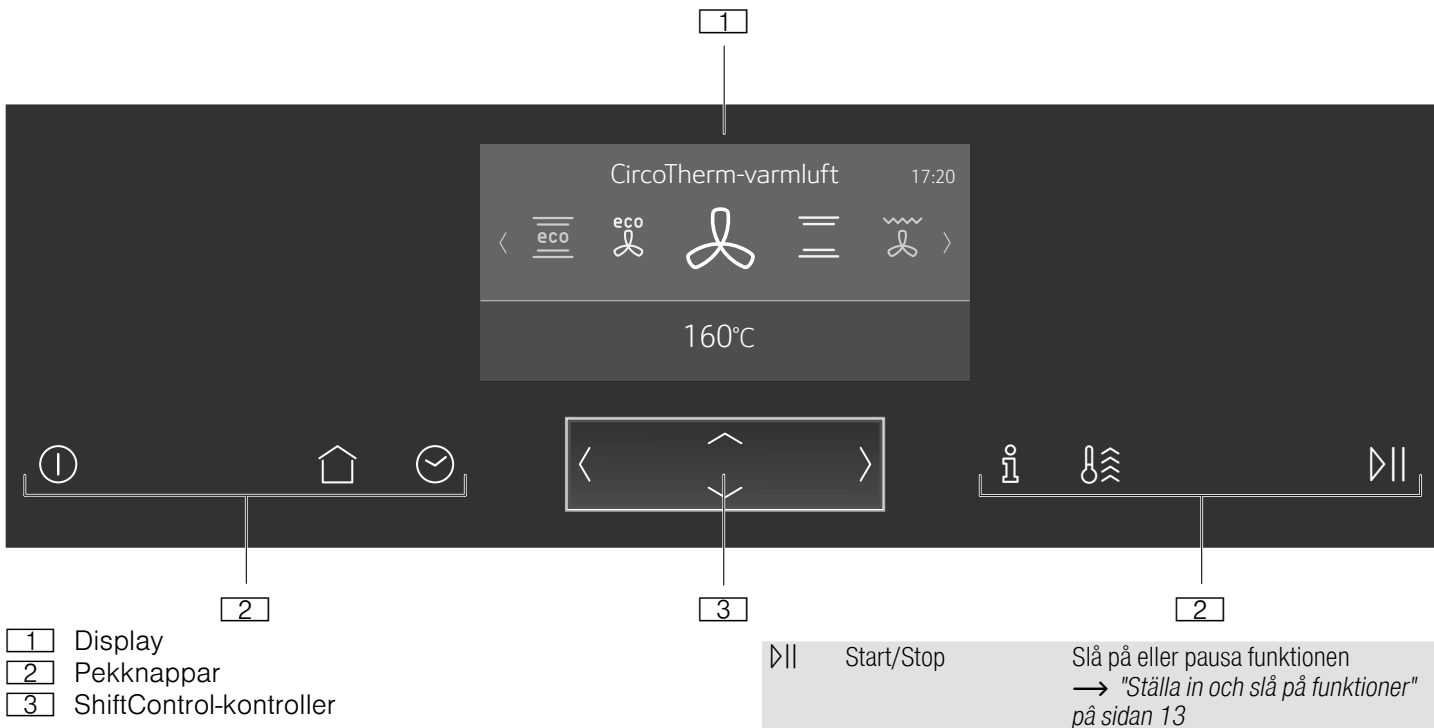 1
CircoTherm-varmluft 17:20
eco eco
160°C
2 3 2
1 Display
2 Pekknappar
3 ShiftControl-kontroller
Start/Stop Slå på eller pausa funktionen
→ "Ställa in och slå på funktioner"
på sidan 13